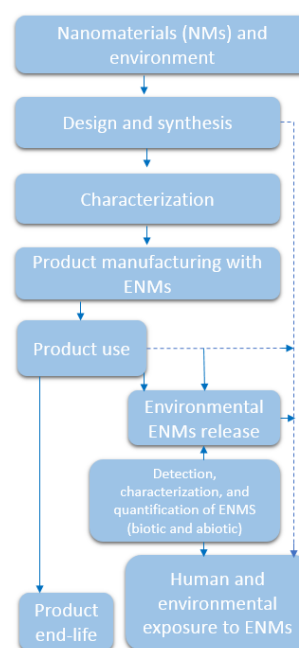 Nanomaterials (NMs) and
environment
Design and synthesis
Characterization
Product manufacturing with
ENMs
Product use
Environmental
ENMs release
Detection,
characterization, and
quantification of ENMS
(biotic and abiotic)
Human and
environmental
exposure to ENMs
Product
end-life